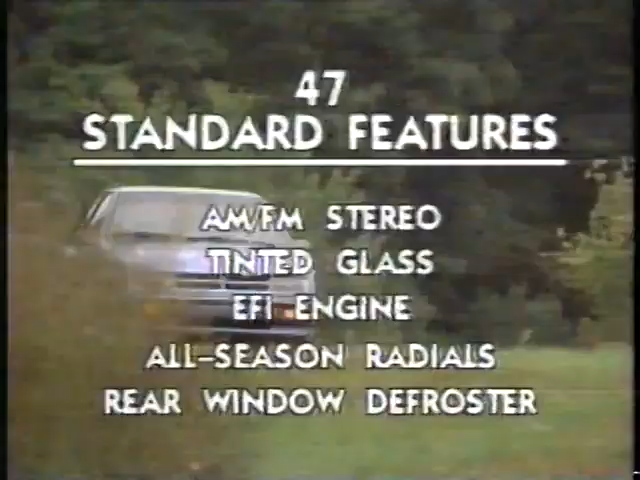 47
STANDARD FEATURES
AM/FM STEREO
TINTED GLASS
EFI ENGINE
ALL-SEASON RADIALS
REAR WINDOW DEFROSTER